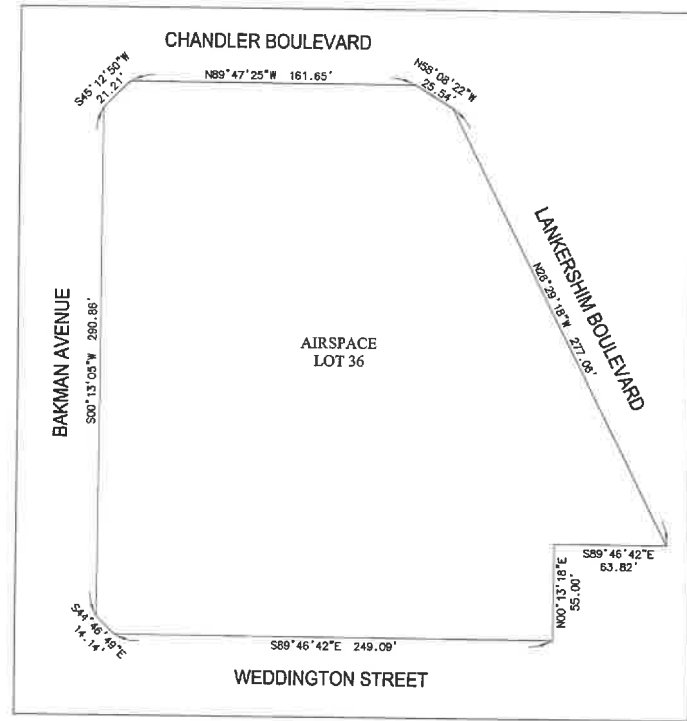 CHANDLER BOULEVARD
S45°12'50"W
21.21'
N89°47'25"W 161.65'
N58°08'22"W
25.54'
LANKERSHIM BOULEVARD
N26°29'18"W 277.06'
BAKMAN AVENUE
S00°13'05"W 290.86'
AIRSPACE
LOT 36
S89°46'42"E
63.82'
N00°13'18"E
55.00'
S44°46'49"E
14.14'
S89°46'42"E 249.09'
WEDDINGTON STREET